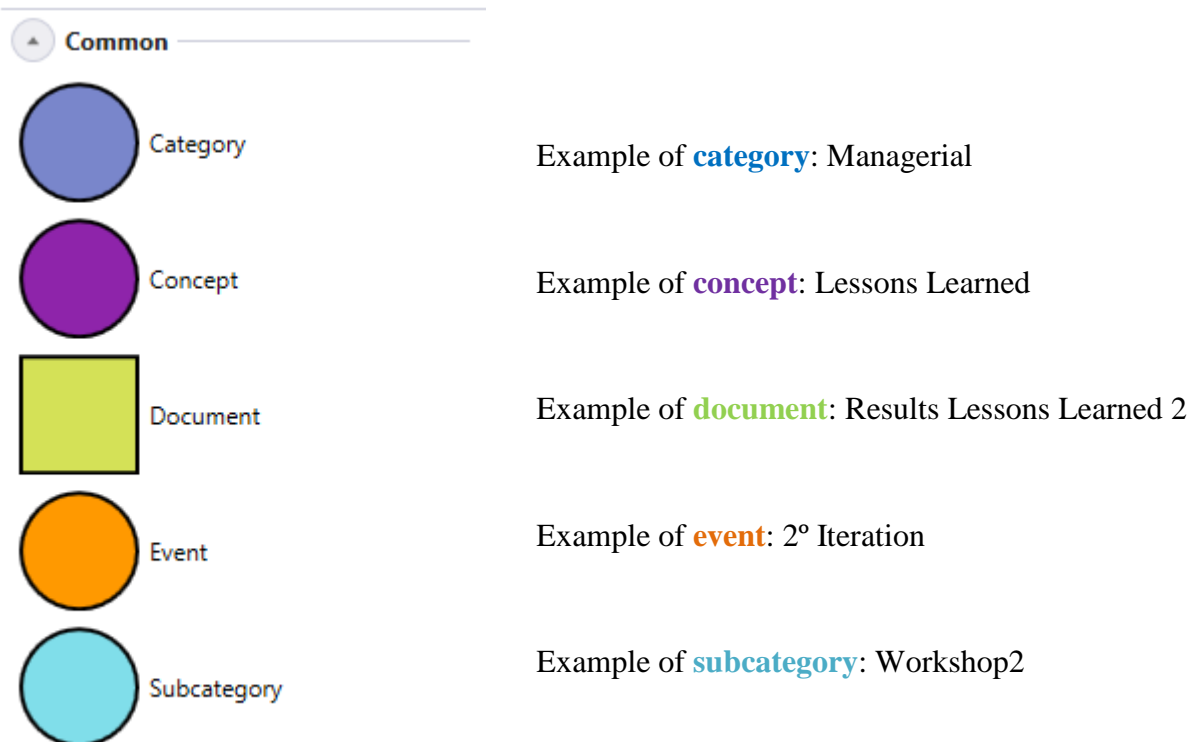 Common
Category
Example of category: Managerial
Concept
Example of concept: Lessons Learned
Document
Example of document: Results Lessons Learned 2
Event
Example of event: 2º Iteration
Subcategory
Example of subcategory: Workshop2